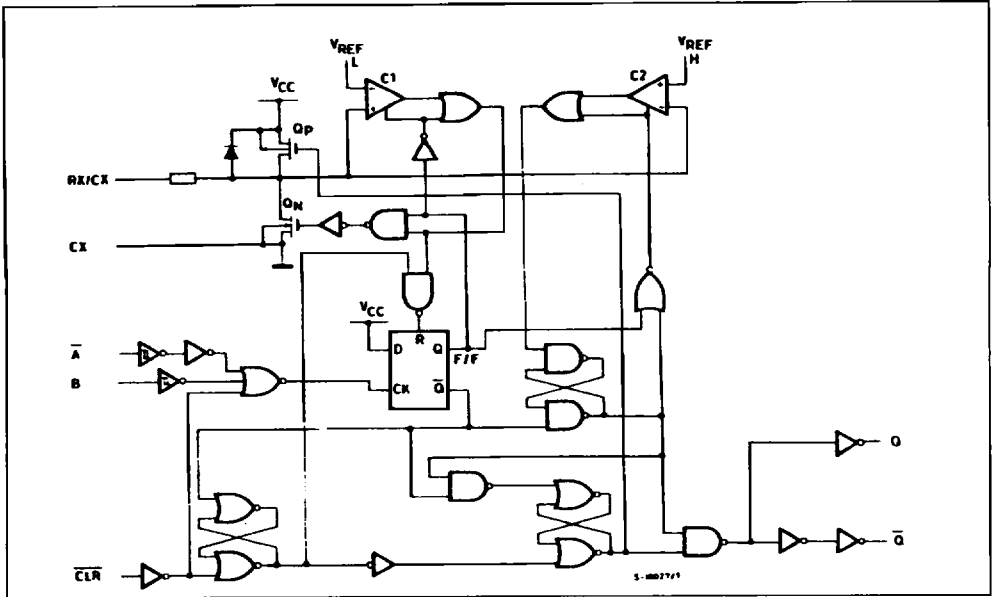 VREF L
C1
VREF H
C2
VCC
QP
RX/CX
QN
CX
VCC
R
D
Q
F/F
A
CK
Q
B
Q
CLR
Q